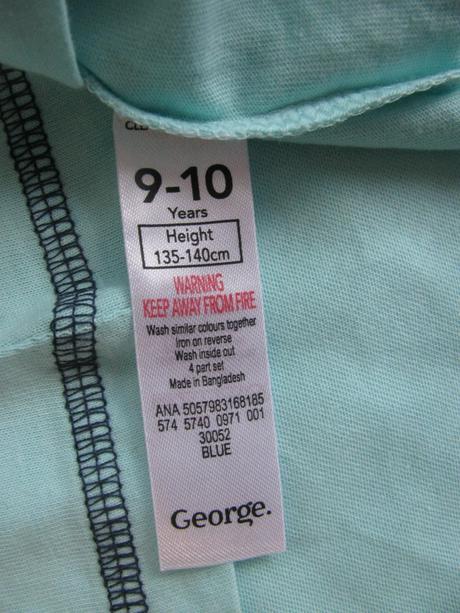 9-10
Years
Height
135-140cm
WARNING
KEEP AWAY FROM FIRE
Wash similar colours together
Iron on reverse
Wash inside out
4 part set
Made in Bangladesh
ANA 5057983168185
574 5740 0971 001
30052
BLUE
George.